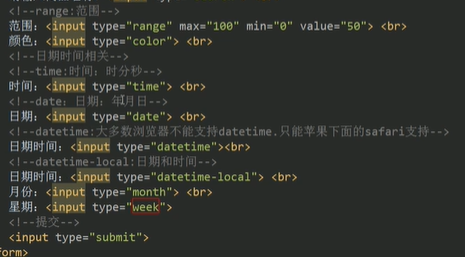 <!--range:范围-->
范围：<input type="range" max="100" min="0" value="50"> <br>
颜色：<input type="color"> <br>
<!--日期时间相关-->
<!--time:时间：时分秒-->
时间：<input type="time"> <br>
<!--date：日期：年月日-->
日期：<input type="date"> <br>
<!--datetime:大多数浏览器不能支持datetime.只能苹果下面的safari支持-->
日期时间：<input type="datetime"><br>
<!--datetime-local:日期和时间-->
日期时间：<input type="datetime-local"> <br>
月份：<input type="month"> <br>
星期：<input type="week">
<!--提交-->
<input type="submit">
form>